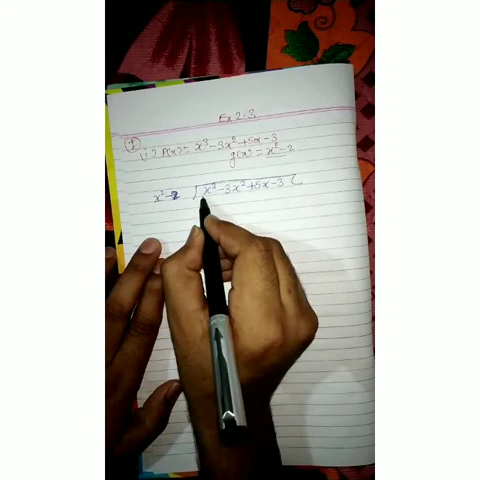 Ex 2.3
① (i) P(x) = x³ - 3x² + 5x - 3
g(x) = x² - 2
x² - 2 √x³ - 3x² + 5x - 3 (